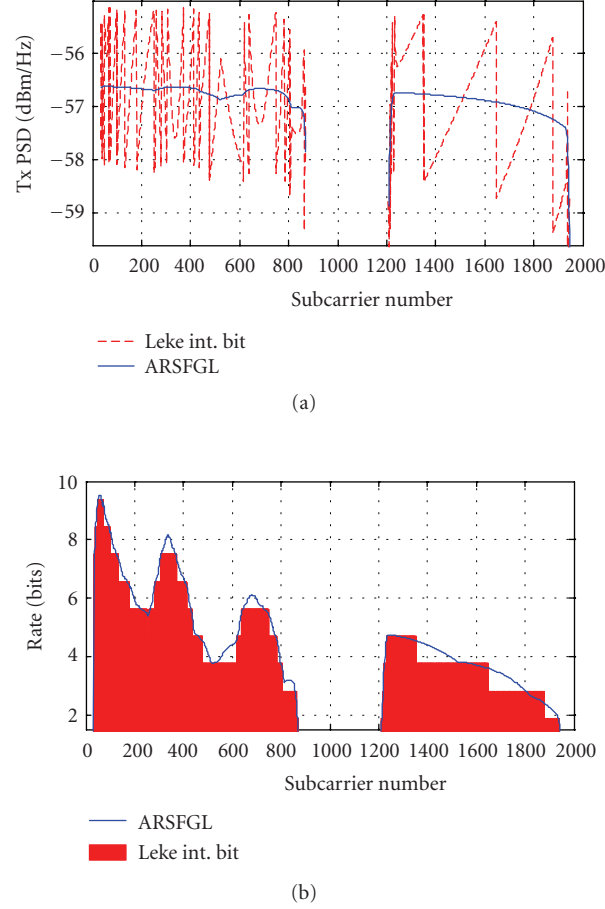 −56
−57
−58
−59
Tx PSD (dBm/Hz)
0 200 400 600 800 1000 1200 1400 1600 1800 2000
Subcarrier number
Leke int. bit
ARSFGL
(a)
10
8
6
4
2
Rate (bits)
0 200 400 600 800 1000 1200 1400 1600 1800 2000
Subcarrier number
ARSFGL
Leke int. bit
(b)